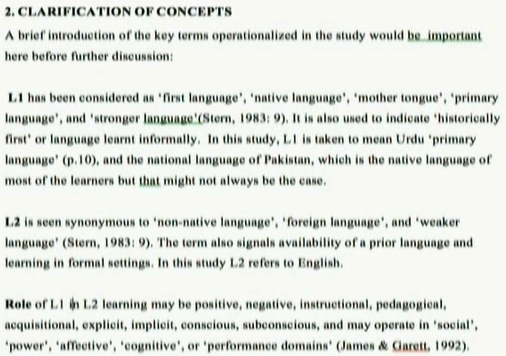 2. CLARIFICATION OF CONCEPTS
A brief introduction of the key terms operationalized in the study would be important
here before further discussion:
L1 has been considered as ‘first language’, ‘native language’, ‘mother tongue’, ‘primary
language’, and ‘stronger language‘(Stern, 1983: 9). It is also used to indicate ‘historically
first’ or language learnt informally. In this study, L1 is taken to mean Urdu ‘primary
language’ (p.10), and the national language of Pakistan, which is the native language of
most of the learners but that might not always be the case.
L2 is seen synonymous to ‘non-native language’, ‘foreign language’, and ‘weaker
language’ (Stern, 1983: 9). The term also signals availability of a prior language and
learning in formal settings. In this study L2 refers to English.
Role of L1 in L2 learning may be positive, negative, instructional, pedagogical,
acquisitional, explicit, implicit, conscious, subconscious, and may operate in ‘social’,
‘power’, ‘affective’, ‘cognitive’, or ‘performance domains’ (James & Garett, 1992).